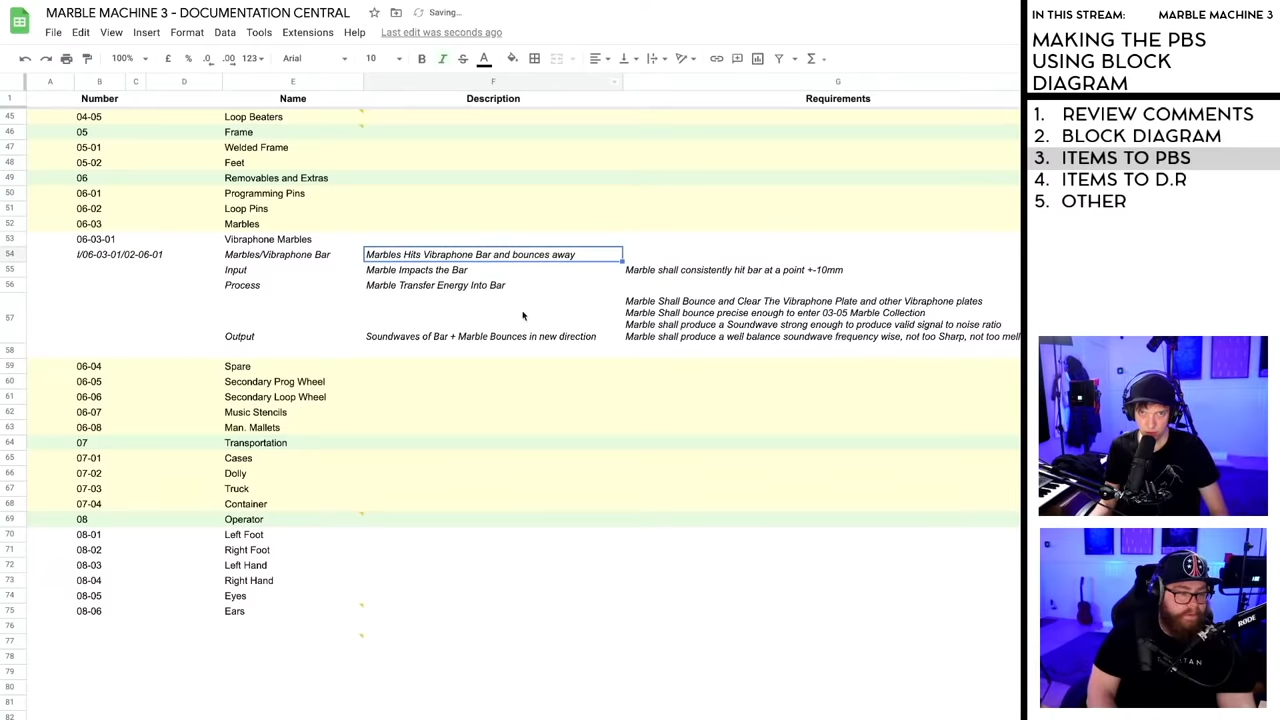 MARBLE MACHINE 3 - DOCUMENTATION CENTRAL
Saving...
File Edit View Insert Format Data Tools Extensions Help Last edit was seconds ago
100% £ % .0 .00 123 Arial 10 B I S A
A B C D E F G
1 Number Name Description Requirements
45 04-05 Loop Beaters
46 05 Frame
47 05-01 Welded Frame
48 05-02 Feet
49 06 Removables and Extras
50 06-01 Programming Pins
51 06-02 Loop Pins
52 06-03 Marbles
53 06-03-01 Vibraphone Marbles
54 I/06-03-01/02-06-01 Marbles/Vibraphone Bar Marbles Hits Vibraphone Bar and bounces away
55 Input Marble Impacts the Bar Marble shall consistently hit bar at a point +-10mm
56 Process Marble Transfer Energy Into Bar
Marble Shall Bounce and Clear The Vibraphone Plate and other Vibraphone plates
Marble Shall bounce precise enough to enter 03-05 Marble Collection
57 Marble shall produce a Soundwave strong enough to produce valid signal to noise ratio
Output Soundwaves of Bar + Marble Bounces in new direction Marble shall produce a well balance soundwave frequency wise, not too Sharp, not too mell
58
59 06-04 Spare
60 06-05 Secondary Prog Wheel
61 06-06 Secondary Loop Wheel
62 06-07 Music Stencils
63 06-08 Man. Mallets
64 07 Transportation
65 07-01 Cases
66 07-02 Dolly
67 07-03 Truck
68 07-04 Container
69 08 Operator
70 08-01 Left Foot
71 08-02 Right Foot
72 08-03 Left Hand
73 08-04 Right Hand
74 08-05 Eyes
75 08-06 Ears
76
77
78
79
80
81
82
IN THIS STREAM: MARBLE MACHINE 3
MAKING THE PBS
USING BLOCK
DIAGRAM
1. REVIEW COMMENTS
2. BLOCK DIAGRAM
3. ITEMS TO PBS
4. ITEMS TO D.R
5. OTHER
RODE